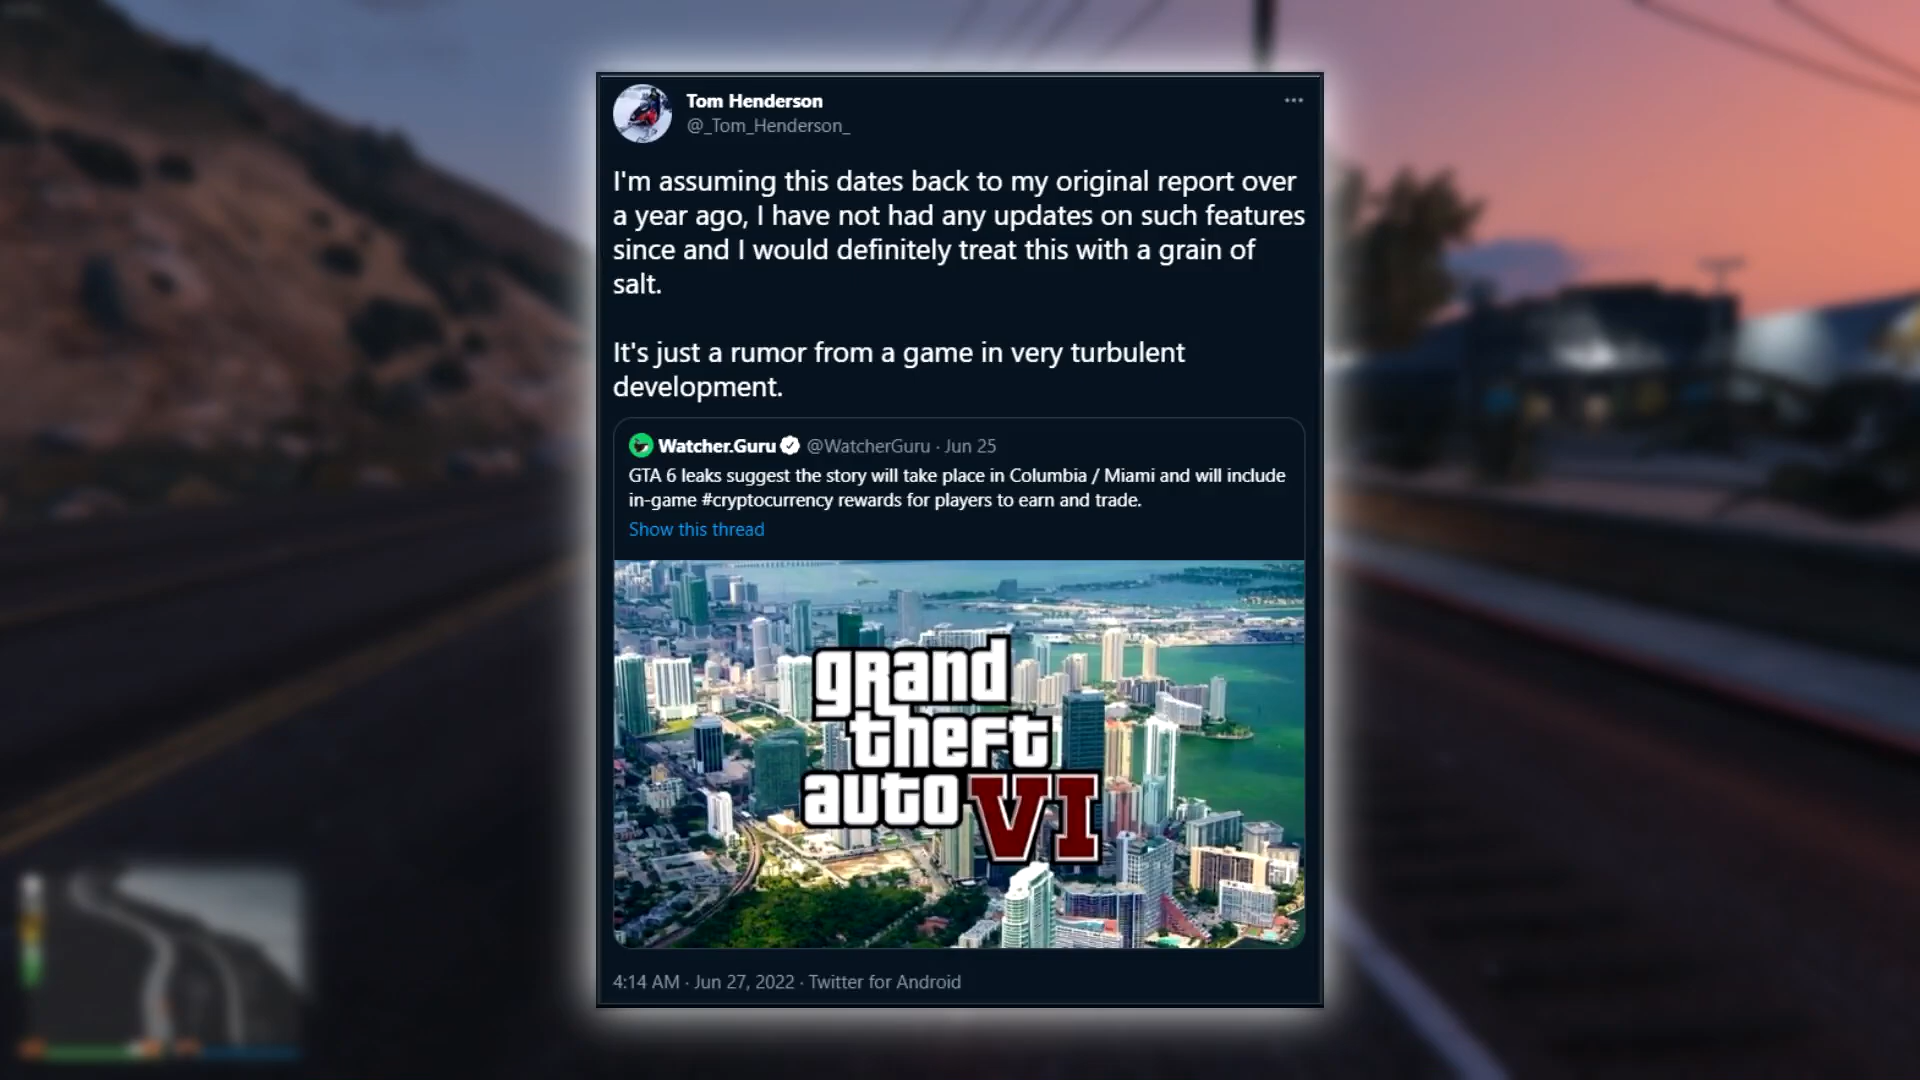 Tom Henderson
@_Tom_Henderson_
I'm assuming this dates back to my original report over
a year ago, I have not had any updates on such features
since and I would definitely treat this with a grain of
salt.
It's just a rumor from a game in very turbulent
development.
Watcher.Guru @WatcherGuru · Jun 25
GTA 6 leaks suggest the story will take place in Columbia / Miami and will include
in-game #cryptocurrency rewards for players to earn and trade.
Show this thread
grand
theft
auto VI
4:14 AM · Jun 27, 2022 · Twitter for Android